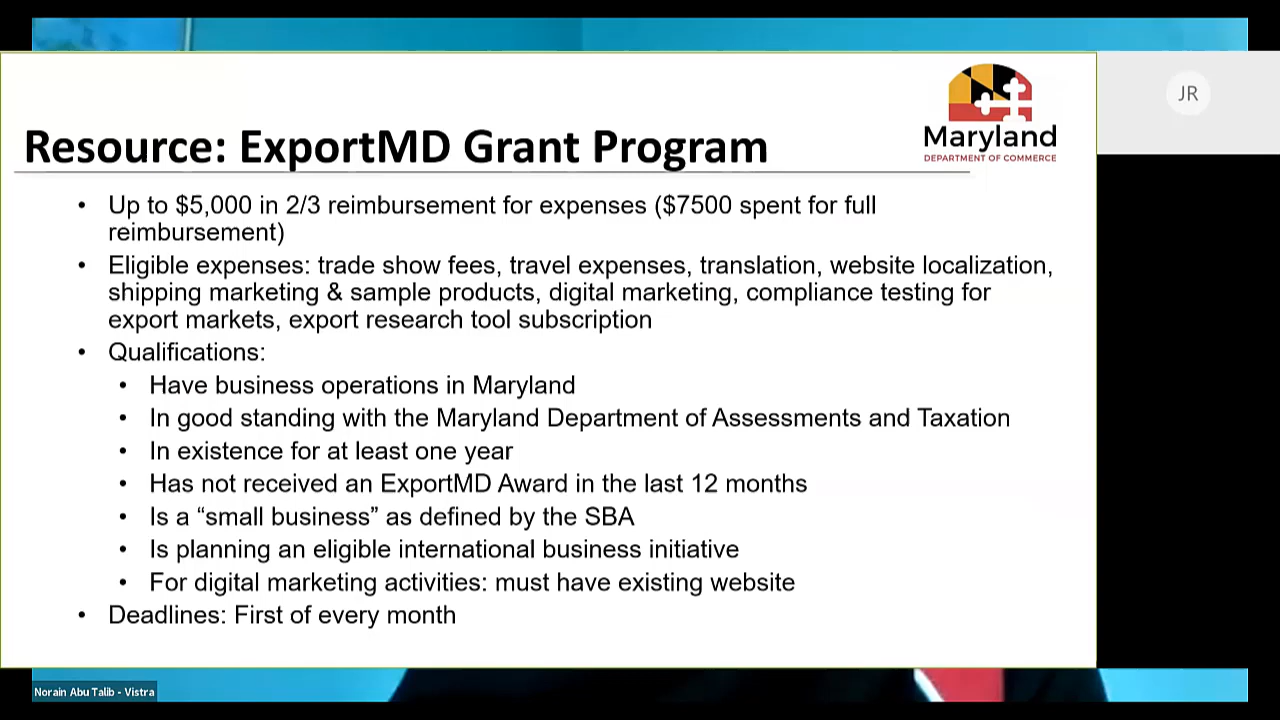 JR
Maryland
DEPARTMENT OF COMMERCE
Resource: ExportMD Grant Program
• Up to $5,000 in 2/3 reimbursement for expenses ($7500 spent for full
reimbursement)
• Eligible expenses: trade show fees, travel expenses, translation, website localization,
shipping marketing & sample products, digital marketing, compliance testing for
export markets, export research tool subscription
• Qualifications:
• Have business operations in Maryland
• In good standing with the Maryland Department of Assessments and Taxation
• In existence for at least one year
• Has not received an ExportMD Award in the last 12 months
• Is a “small business” as defined by the SBA
• Is planning an eligible international business initiative
• For digital marketing activities: must have existing website
• Deadlines: First of every month
Norain Abu Talib - Vistra